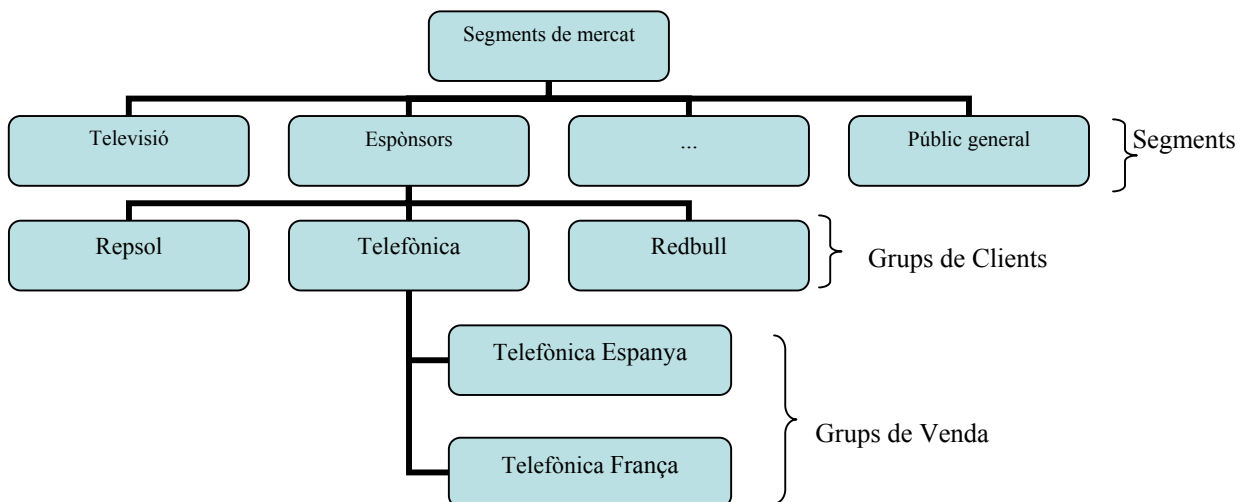 Segments de mercat
Televisió
Espònsors
...
Públic general
Segments
Repsol
Telefònica
Redbull
Grups de Clients
Telefònica Espanya
Grups de Venda
Telefònica França